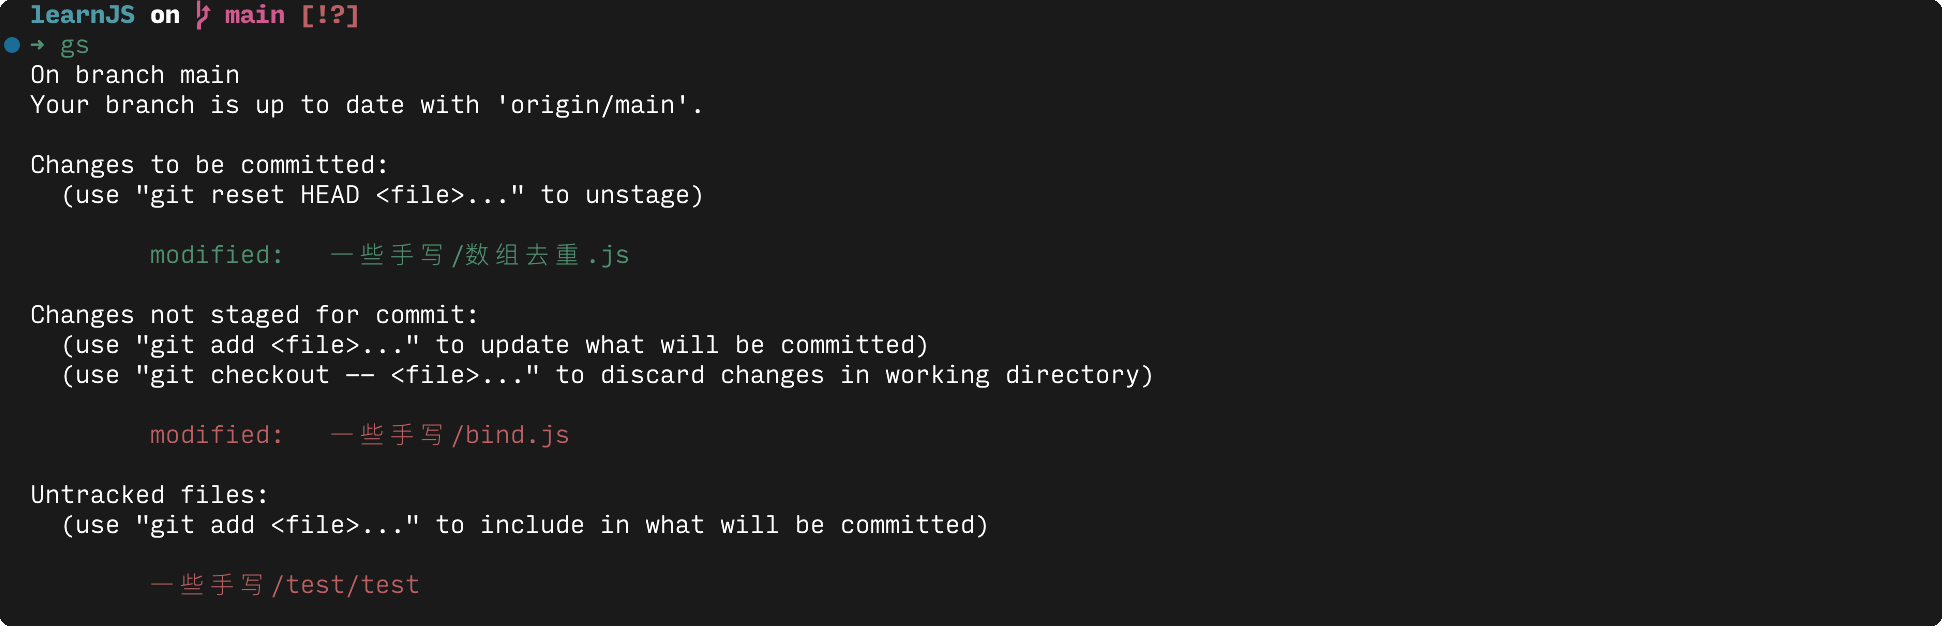 learnJS on main [!?]
➜ gs
On branch main
Your branch is up to date with 'origin/main'.
Changes to be committed:
(use "git reset HEAD <file>..." to unstage)
modified: 一些手写/数组去重.js
Changes not staged for commit:
(use "git add <file>..." to update what will be committed)
(use "git checkout -- <file>..." to discard changes in working directory)
modified: 一些手写/bind.js
Untracked files:
(use "git add <file>..." to include in what will be committed)
一些手写/test/test